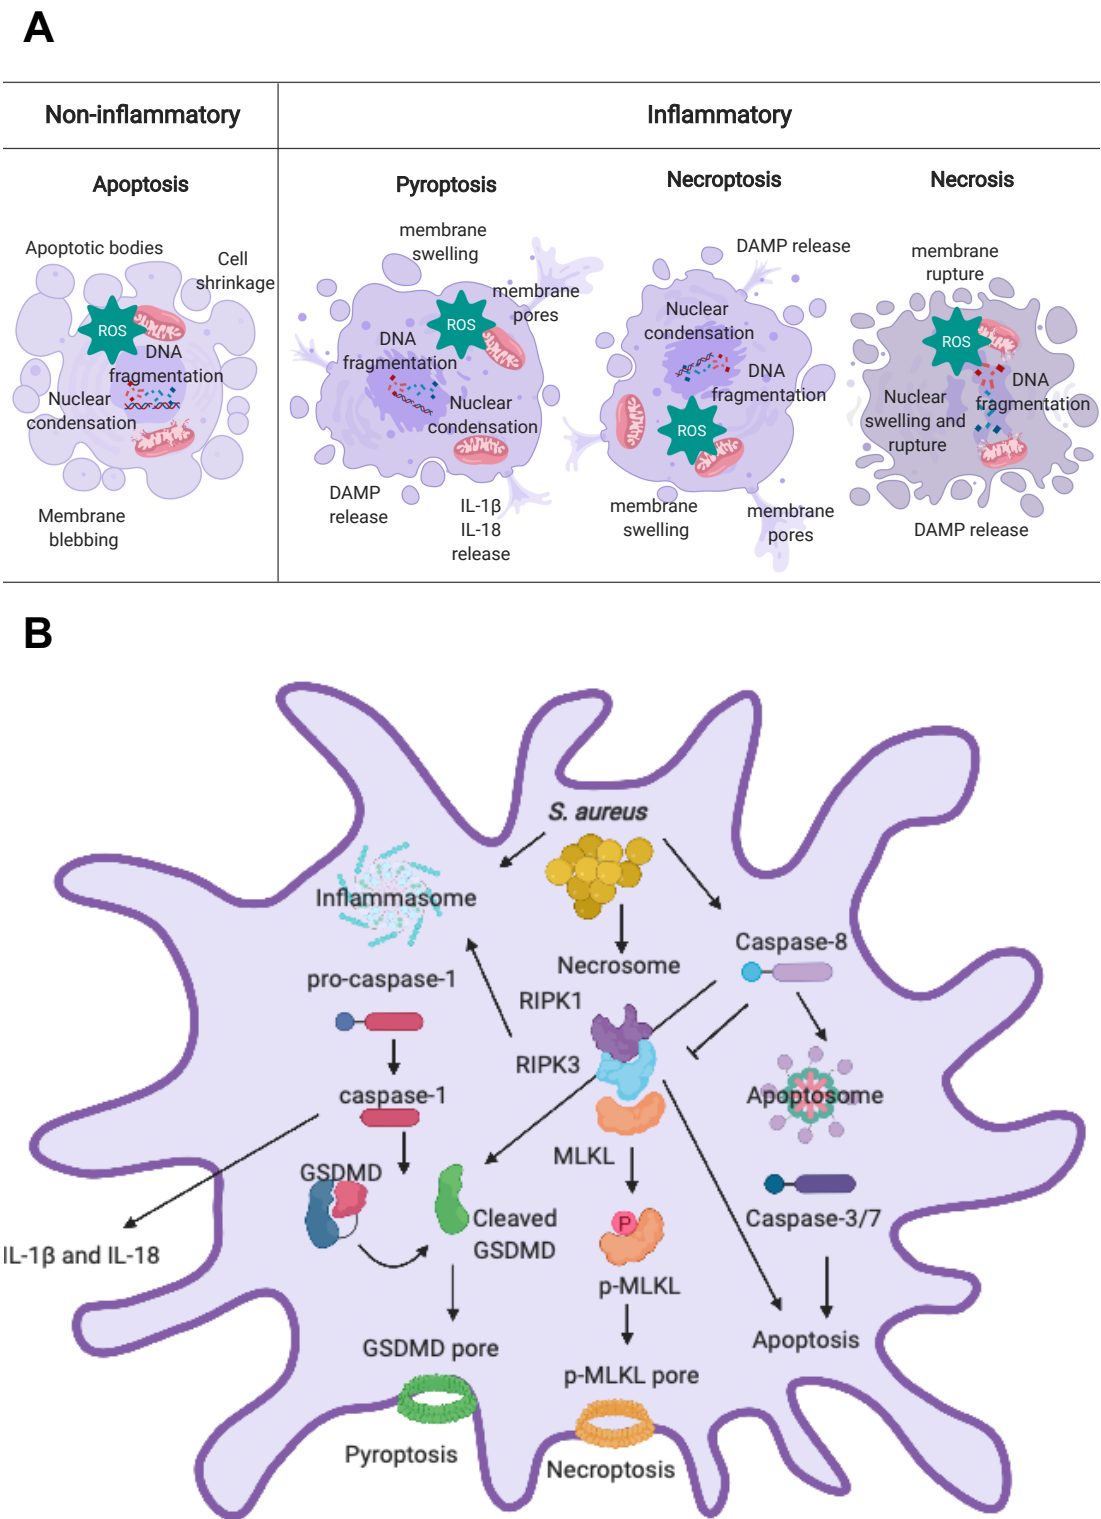 A
Non-inflammatory
Inflammatory
Apoptosis
Pyroptosis
Necroptosis
Necrosis
Apoptotic bodies
Cell
shrinkage
ROS
DNA
fragmentation
Nuclear
condensation
Membrane
blebbing
membrane
swelling
membrane
pores
ROS
DNA
fragmentation
Nuclear
condensation
DAMP
release
IL-1β
IL-18
release
DAMP release
Nuclear
condensation
DNA
fragmentation
ROS
membrane
swelling
membrane
pores
membrane
rupture
ROS
DNA
fragmentation
Nuclear
swelling and
rupture
DAMP release
B
S. aureus
Inflammasome
Caspase-8
Necrosome
pro-caspase-1
RIPK1
RIPK3
caspase-1
Apoptosome
MLKL
GSDMD
Cleaved
GSDMD
P
Caspase-3/7
IL-1β and IL-18
p-MLKL
GSDMD pore
Apoptosis
p-MLKL pore
Pyroptosis
Necroptosis